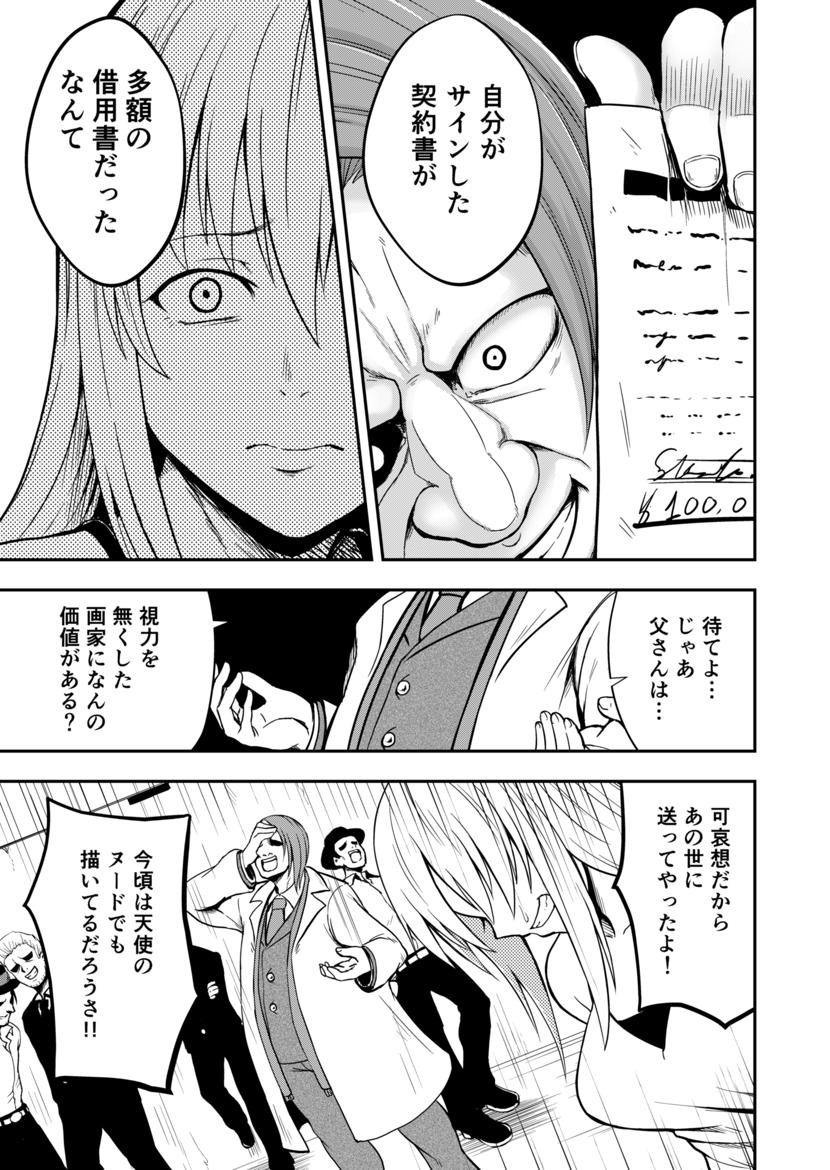 自分が
サインした
契約書が
¥100,0
多額の
借用書だった
なんて
待てよ…
じゃあ
父さんは…
視力を
無くした
画家になんの
価値がある?
可哀想だから
あの世に
送ってやったよ!
今頃は天使の
ヌードでも
描いてるだろうさ!!